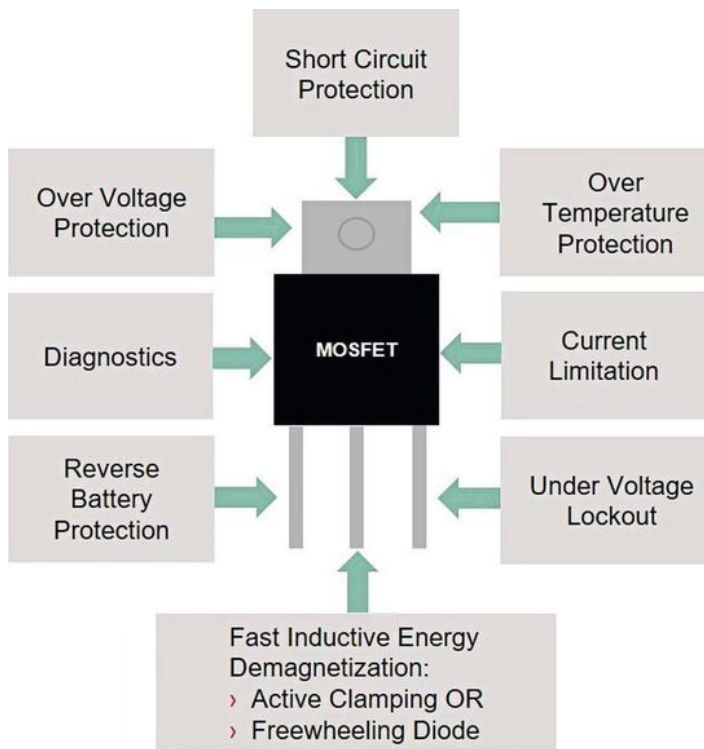 Short Circuit
Protection
Over Voltage
Protection
Over
Temperature
Protection
Diagnostics
MOSFET
Current
Limitation
Reverse
Battery
Protection
Under Voltage
Lockout
Fast Inductive Energy
Demagnetization:
› Active Clamping OR
› Freewheeling Diode